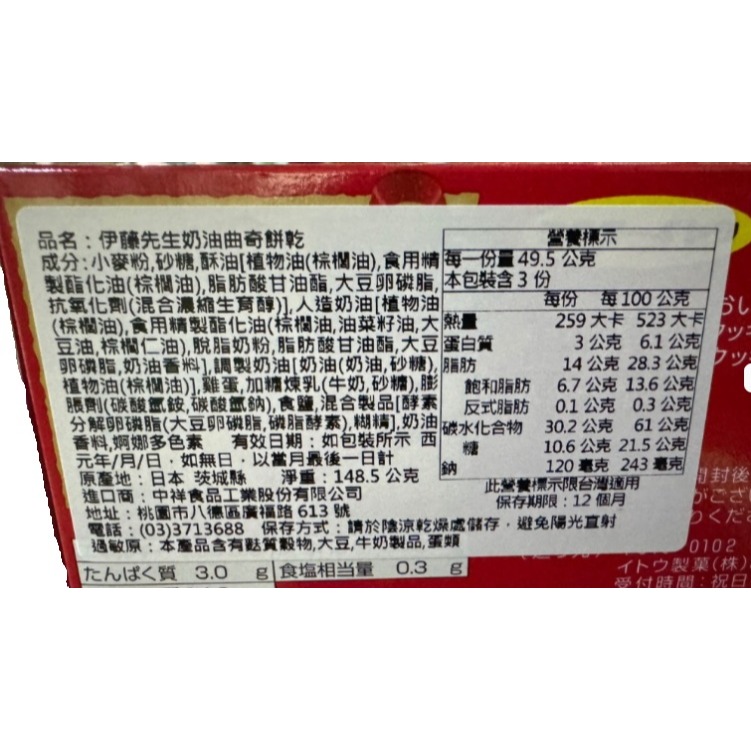 品名：伊藤先生奶油曲奇餅乾
成分:小麥粉,砂糖,酥油[植物油(棕櫚油),食用精
製酯化油(棕櫚油),脂肪酸甘油酯,大豆卵磷脂,
抗氧化劑(混合濃縮生育醇)],人造奶油[植物油
(棕櫚油),食用精製酯化油(棕櫚油,油菜籽油,大
豆油,棕櫚仁油),脫脂奶粉,脂肪酸甘油酯,大豆
卵磷脂,奶油香料],調製奶油[奶油(奶油,砂糖),
植物油(棕櫚油)],雞蛋,加糖煉乳(牛奶,砂糖),膨
脹劑(碳酸氫銨,碳酸氫鈉),食鹽,混合製品[酵素
分解卵磷脂(大豆卵磷脂,磷脂酵素),糊精],奶油
香料,婀娜多色素 有效日期：如包裝所示 西
元年/月/日，如無日，以當月最後一日計
原產地：日本 茨城縣 淨重：148.5 公克
進口商：中祥食品工業股份有限公司
地址：桃園市八德區廣福路 613 號
電話：(03)3713688 保存方式：請於陰涼乾燥處儲存，避免陽光直射
過敏原：本產品含有麩質穀物,大豆,牛奶製品,蛋類
營養標示
每一份量 49.5 公克
本包裝含 3 份
每份 每 100 公克
熱量 259 大卡 523 大卡
蛋白質 3 公克 6.1 公克
脂肪 14 公克 28.3 公克
飽和脂肪 6.7 公克 13.6 公克
反式脂肪 0.1 公克 0.3 公克
碳水化合物 30.2 公克 61 公克
糖 10.6 公克 21.5 公克
鈉 120 毫克 243 毫克
此營養標示限台灣適用
保存期限：12 個月
たんぱく質 3.0 g 食塩相当量 0.3 g
おい
クッ
開封後
がござ
りくだ
0102
イトウ製菓(株)
受付時間：祝日